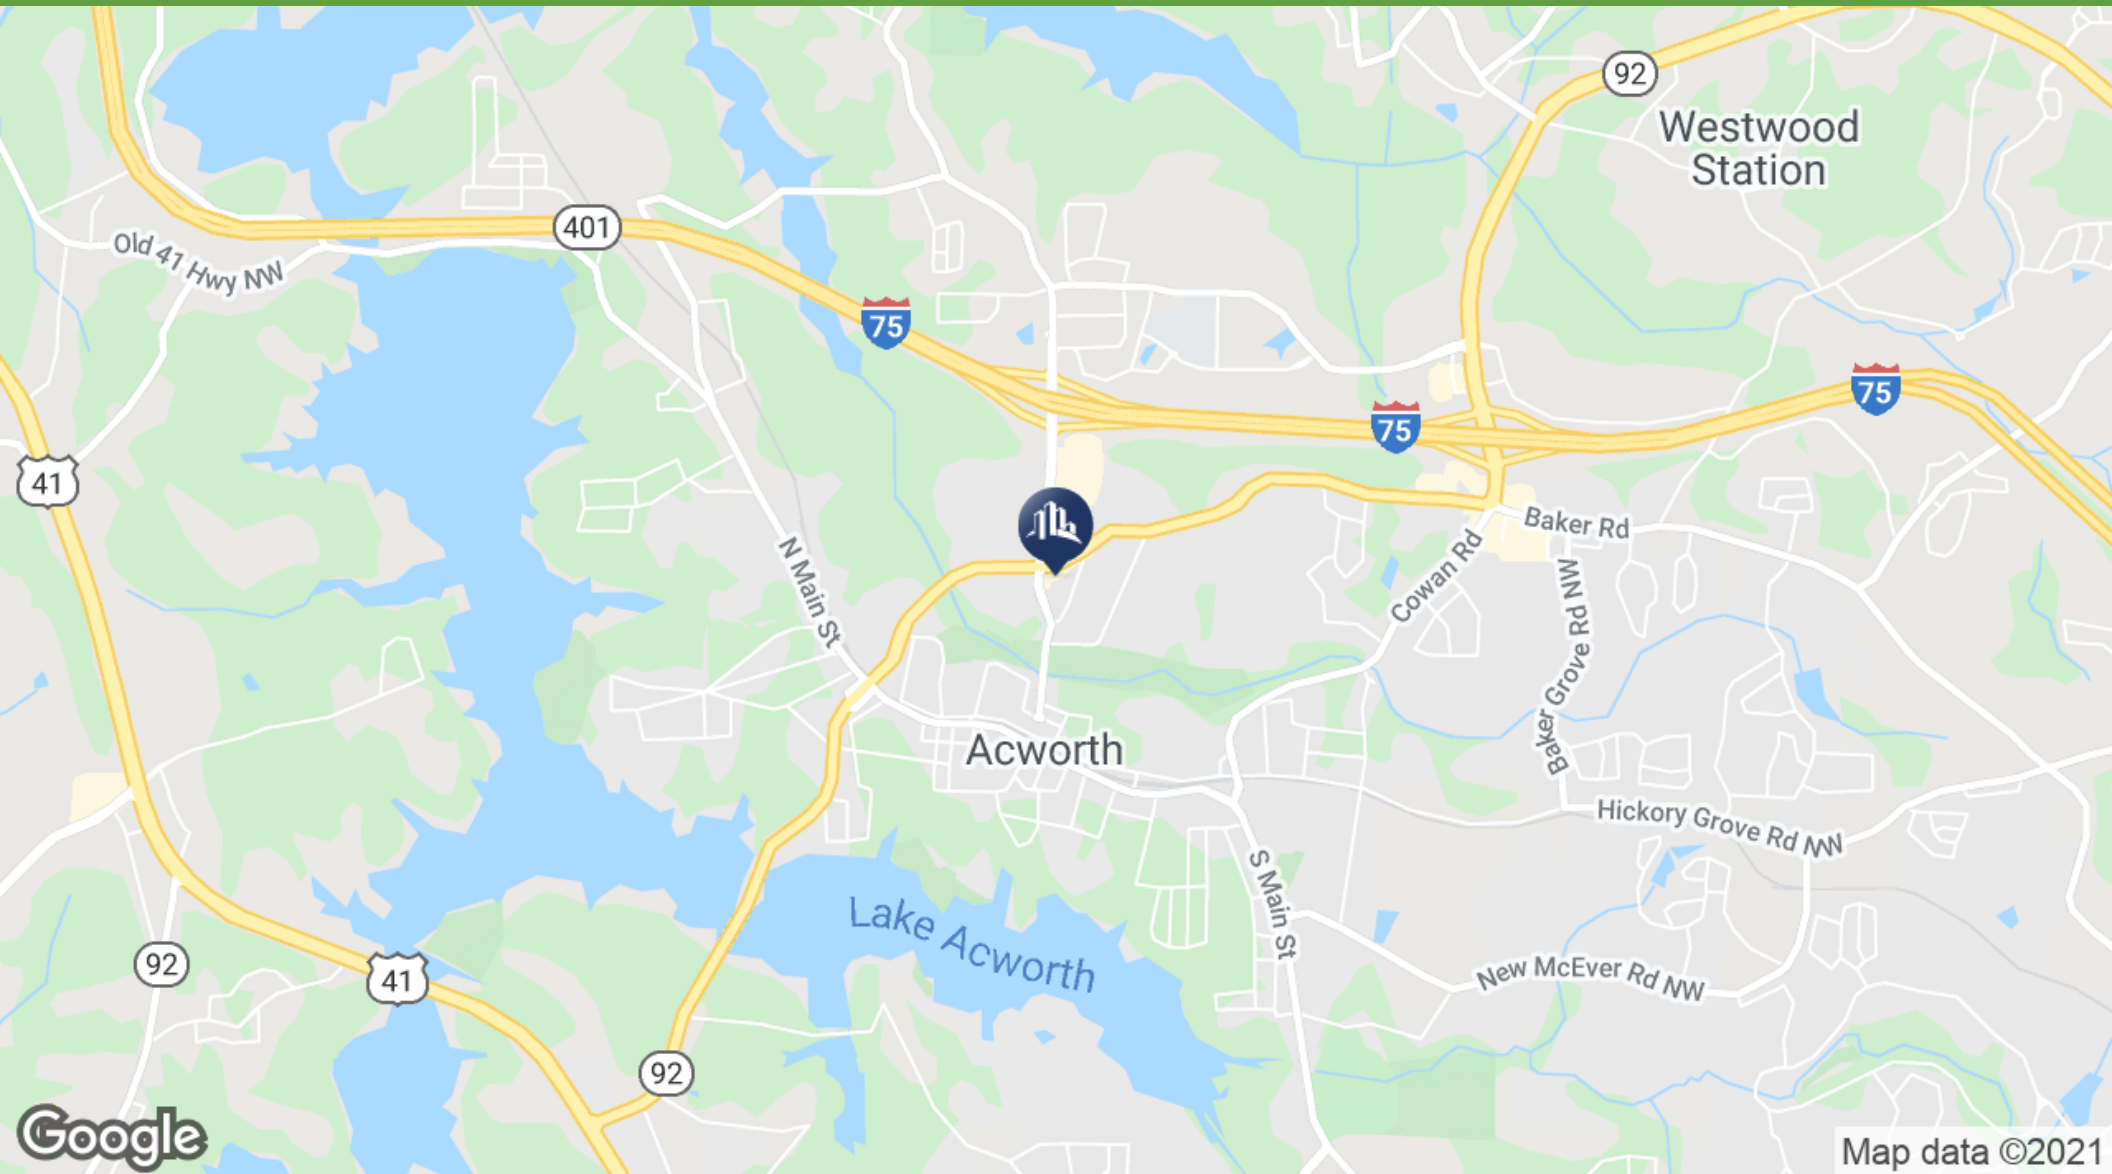 92
Westwood
Station
401
Old 41 Hwy NW
75
75
75
41
Baker Rd
N Main St
Cowan Rd
Baker Grove Rd NW
Acworth
Hickory Grove Rd NW
S Main St
Lake Acworth
92
41
New McEver Rd NW
92
Google
Map data ©2021